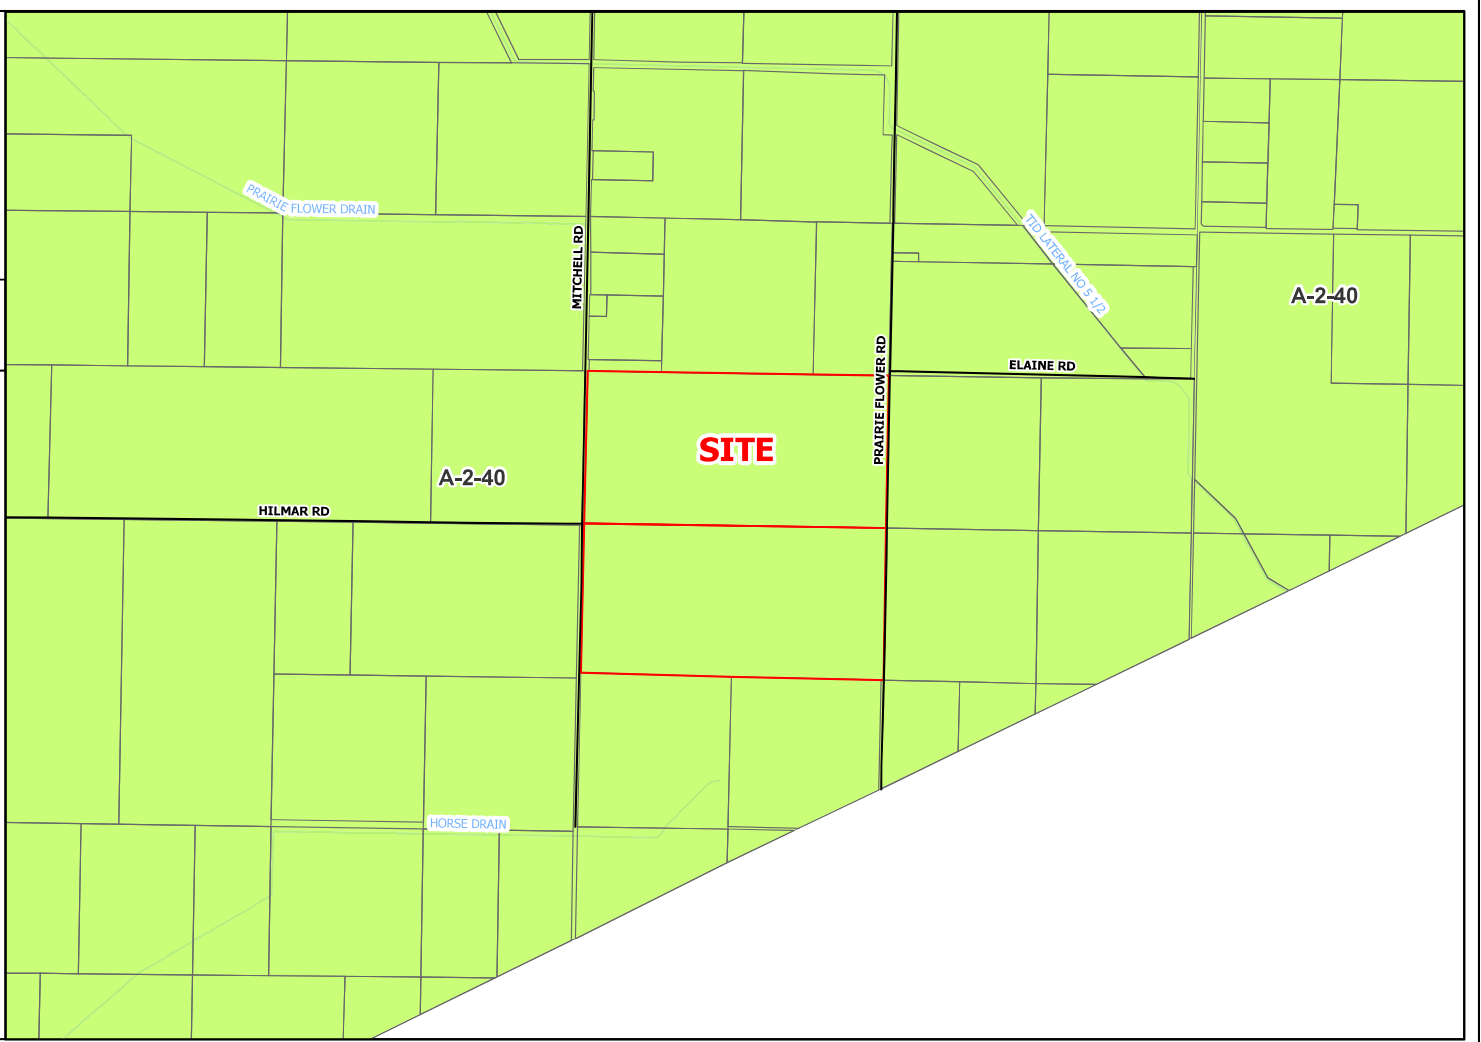 PRAIRIE FLOWER DRAIN
MITCHELL RD
TID LATERAL NO 5 1/2
A-2-40
PRAIRIE FLOWER RD
ELAINE RD
SITE
A-2-40
HILMAR RD
HORSE DRAIN